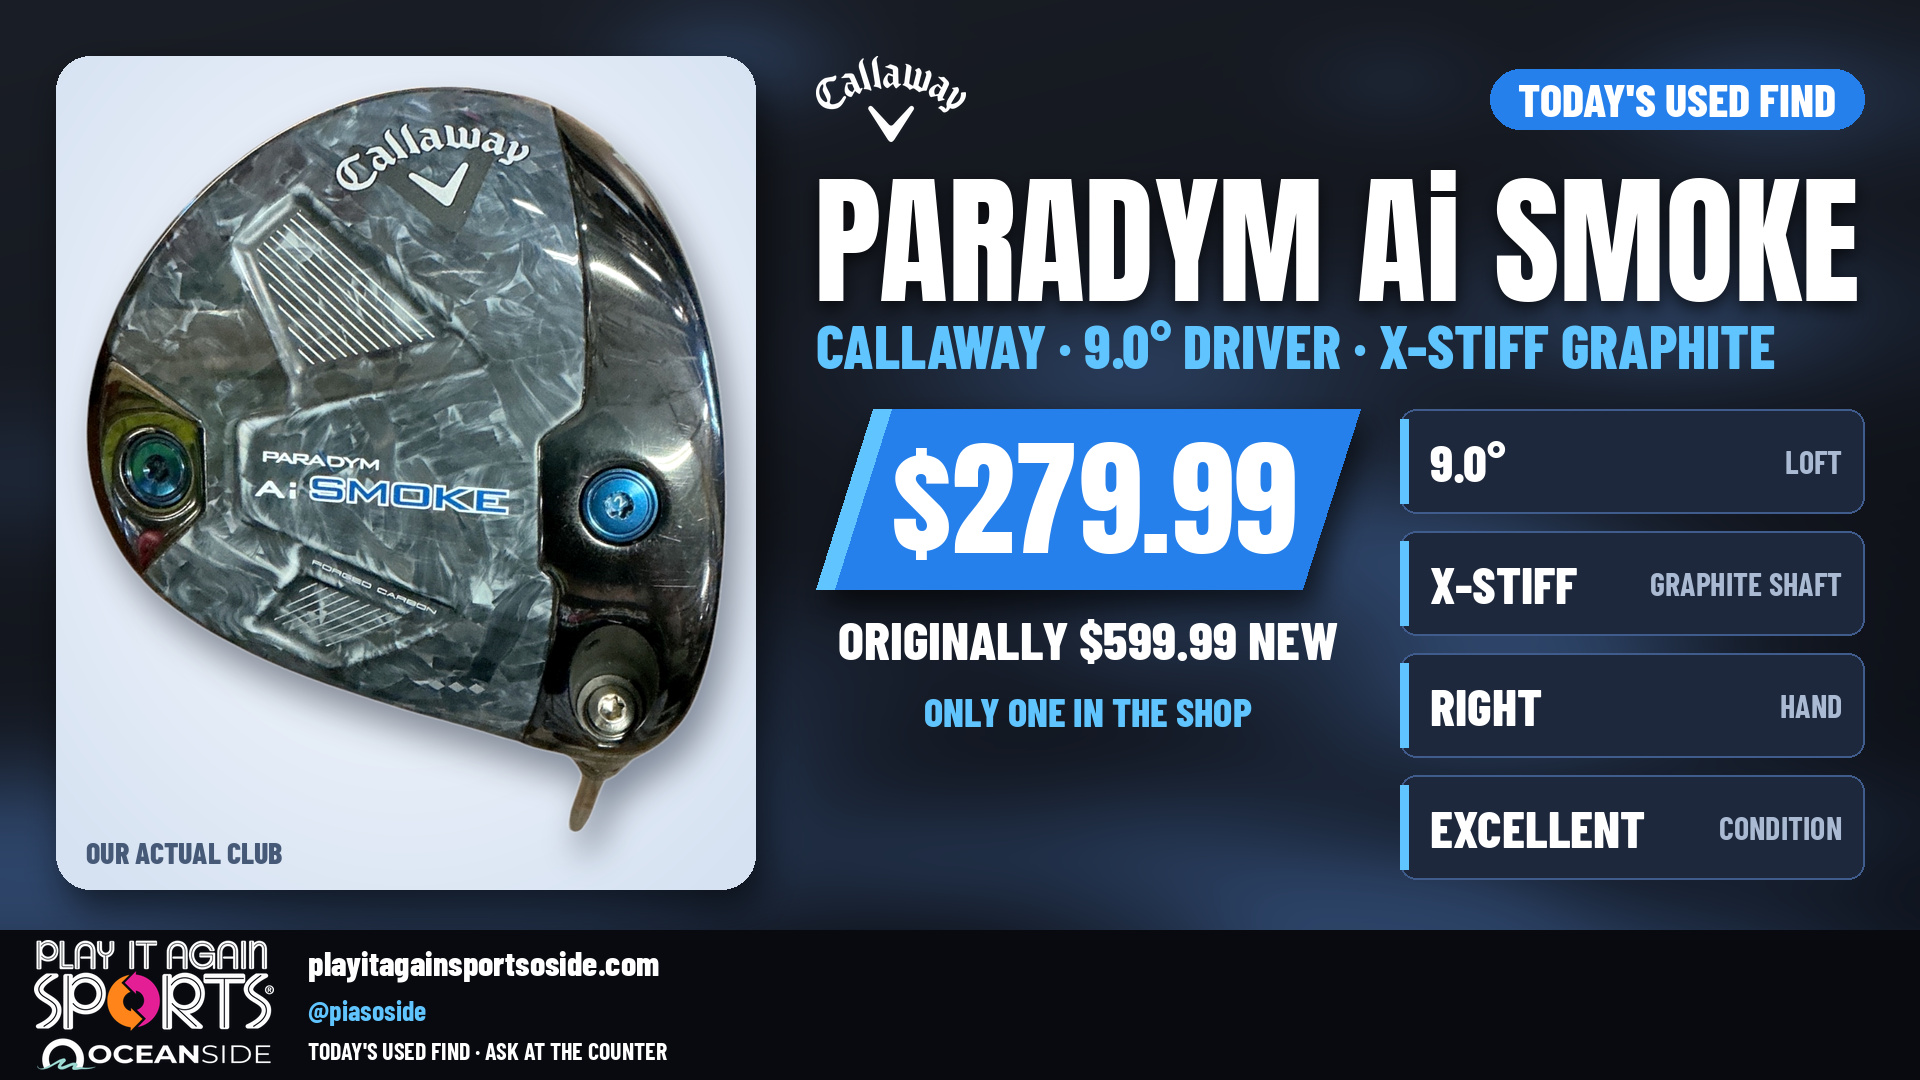 Callaway
PARADYM
Ai SMOKE
FORGED CARBON
OUR ACTUAL CLUB
Callaway
TODAY'S USED FIND
PARADYM Ai SMOKE
CALLAWAY · 9.0° DRIVER · X-STIFF GRAPHITE
$279.99
ORIGINALLY $599.99 NEW
ONLY ONE IN THE SHOP
9.0° LOFT
X-STIFF GRAPHITE SHAFT
RIGHT HAND
EXCELLENT CONDITION
PLAY IT AGAIN
SPORTS®
OCEANSIDE
playitagainsportsoside.com
@piasoside
TODAY'S USED FIND · ASK AT THE COUNTER